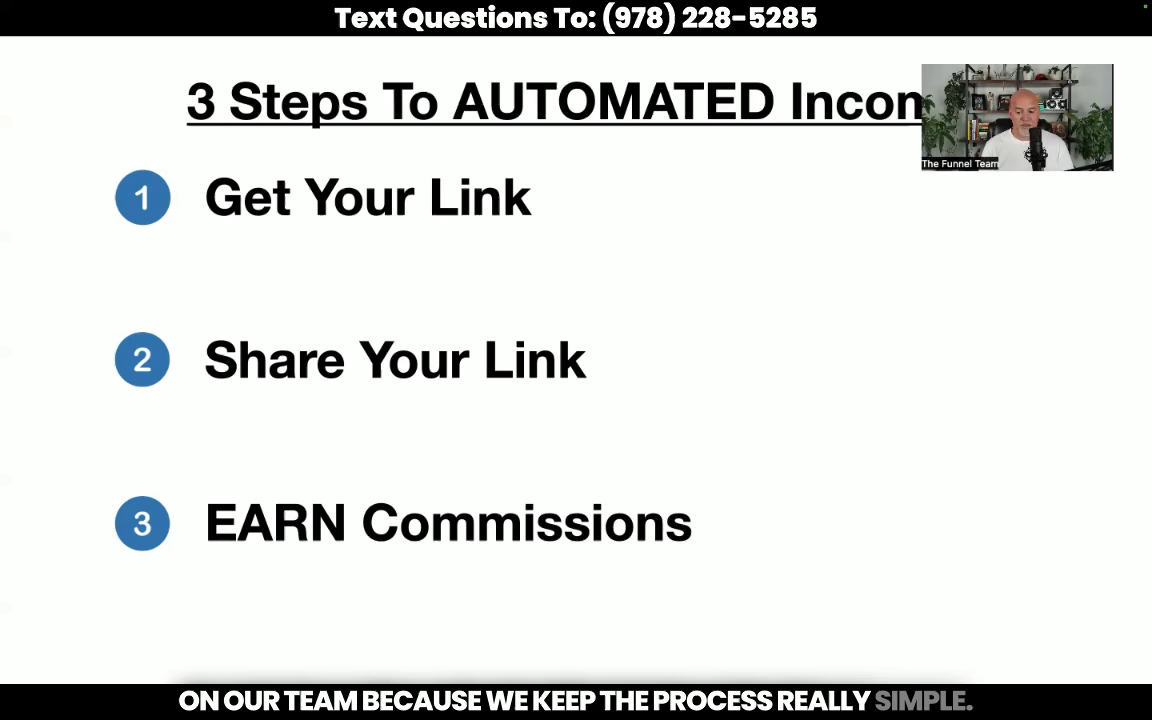 Text Questions To: (978) 228-5285
3 Steps To AUTOMATED Incom
The Funnel Team
1 Get Your Link
2 Share Your Link
3 EARN Commissions
ON OUR TEAM BECAUSE WE KEEP THE PROCESS REALLY SIMPLE.